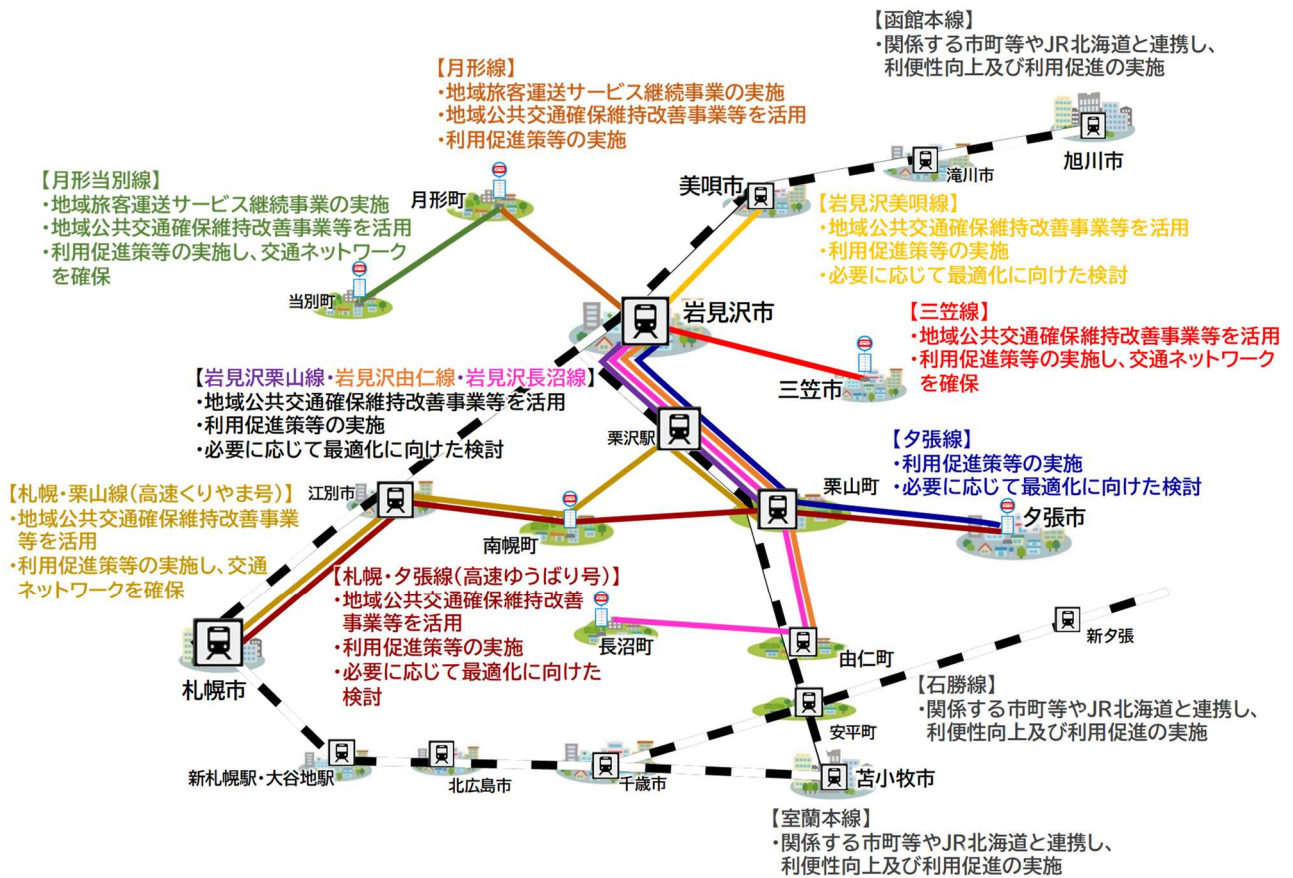 【函館本線】
・関係する市町等やJR北海道と連携し、
利便性向上及び利用促進の実施
【月形線】
・地域旅客運送サービス継続事業の実施
・地域公共交通確保維持改善事業等を活用
・利用促進策等の実施
旭川市
滝川市
美唄市
【月形当別線】
・地域旅客運送サービス継続事業の実施
・地域公共交通確保維持改善事業等を活用
・利用促進策等の実施し、交通ネットワーク
を確保
月形町
当別町
【岩見沢美唄線】
・地域公共交通確保維持改善事業等を活用
・利用促進策等の実施
・必要に応じて最適化に向けた検討
岩見沢市
【三笠線】
・地域公共交通確保維持改善事業等を活用
・利用促進策等の実施し、交通ネットワーク
を確保
三笠市
【岩見沢栗山線・岩見沢由仁線・岩見沢長沼線】
・地域公共交通確保維持改善事業等を活用
・利用促進策等の実施
・必要に応じて最適化に向けた検討
栗沢駅
【夕張線】
・利用促進策等の実施
・必要に応じて最適化に向けた検討
栗山町
夕張市
江別市
南幌町
【札幌・栗山線(高速くりやま号)】
・地域公共交通確保維持改善事業
等を活用
・利用促進策等の実施し、交通
ネットワークを確保
【札幌・夕張線(高速ゆうばり号)】
・地域公共交通確保維持改善
事業等を活用
・利用促進策等の実施
・必要に応じて最適化に向けた
検討
長沼町
由仁町
新夕張
札幌市
【石勝線】
・関係する市町等やJR北海道と連携し、
利便性向上及び利用促進の実施
安平町
新札幌駅・大谷地駅
北広島市
千歳市
苫小牧市
【室蘭本線】
・関係する市町等やJR北海道と連携し、
利便性向上及び利用促進の実施